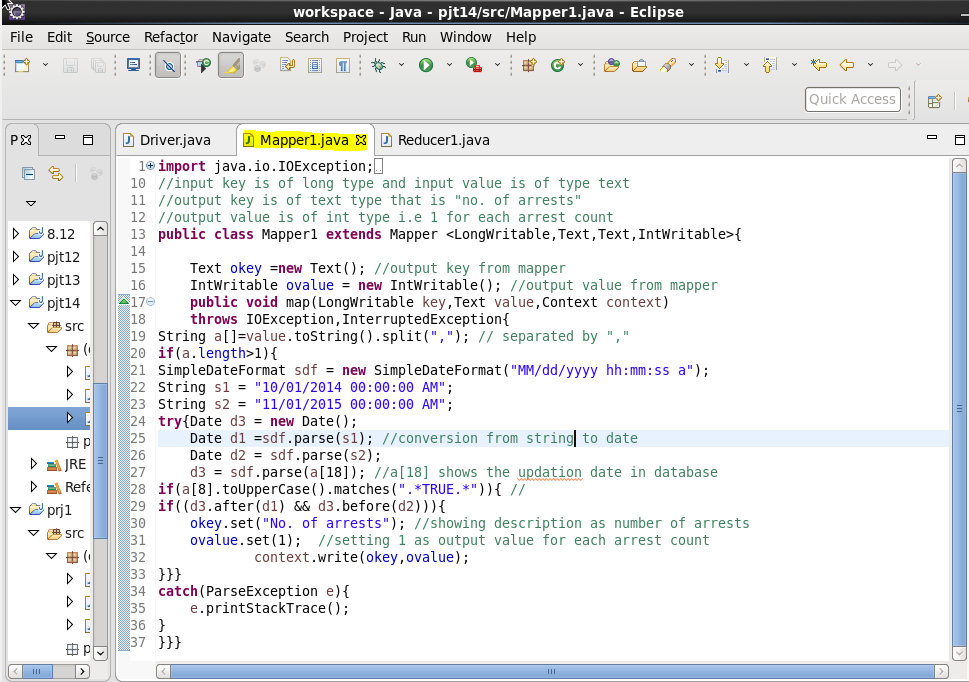 workspace - Java - pjt14/src/Mapper1.java - Eclipse
File Edit Source Refactor Navigate Search Project Run Window Help
Quick Access
P Driver.java Mapper1.java Reducer1.java
8.12
pjt12
pjt13
pjt14
src
(
p
JRE
Refe
prj1
src
(
p
1 import java.io.IOException;
10 //input key is of long type and input value is of type text
11 //output key is of text type that is "no. of arrests"
12 //output value is of int type i.e 1 for each arrest count
13 public class Mapper1 extends Mapper <LongWritable,Text,Text,IntWritable>{
14
15     Text okey =new Text(); //output key from mapper
16     IntWritable ovalue = new IntWritable(); //output value from mapper
17     public void map(LongWritable key,Text value,Context context)
18     throws IOException,InterruptedException{
19 String a[]=value.toString().split(","); // separated by ","
20 if(a.length>1){
21 SimpleDateFormat sdf = new SimpleDateFormat("MM/dd/yyyy hh:mm:ss a");
22 String s1 = "10/01/2014 00:00:00 AM";
23 String s2 = "11/01/2015 00:00:00 AM";
24 try{Date d3 = new Date();
25     Date d1 =sdf.parse(s1); //conversion from string to date
26     Date d2 = sdf.parse(s2);
27     d3 = sdf.parse(a[18]); //a[18] shows the updation date in database
28 if(a[8].toUpperCase().matches(".*TRUE.*")){ //
29 if((d3.after(d1) && d3.before(d2))){
30     okey.set("No. of arrests"); //showing description as number of arrests
31     ovalue.set(1);  //setting 1 as output value for each arrest count
32             context.write(okey,ovalue);
33 }}}
34 catch(ParseException e){
35     e.printStackTrace();
36 }
37 }}}